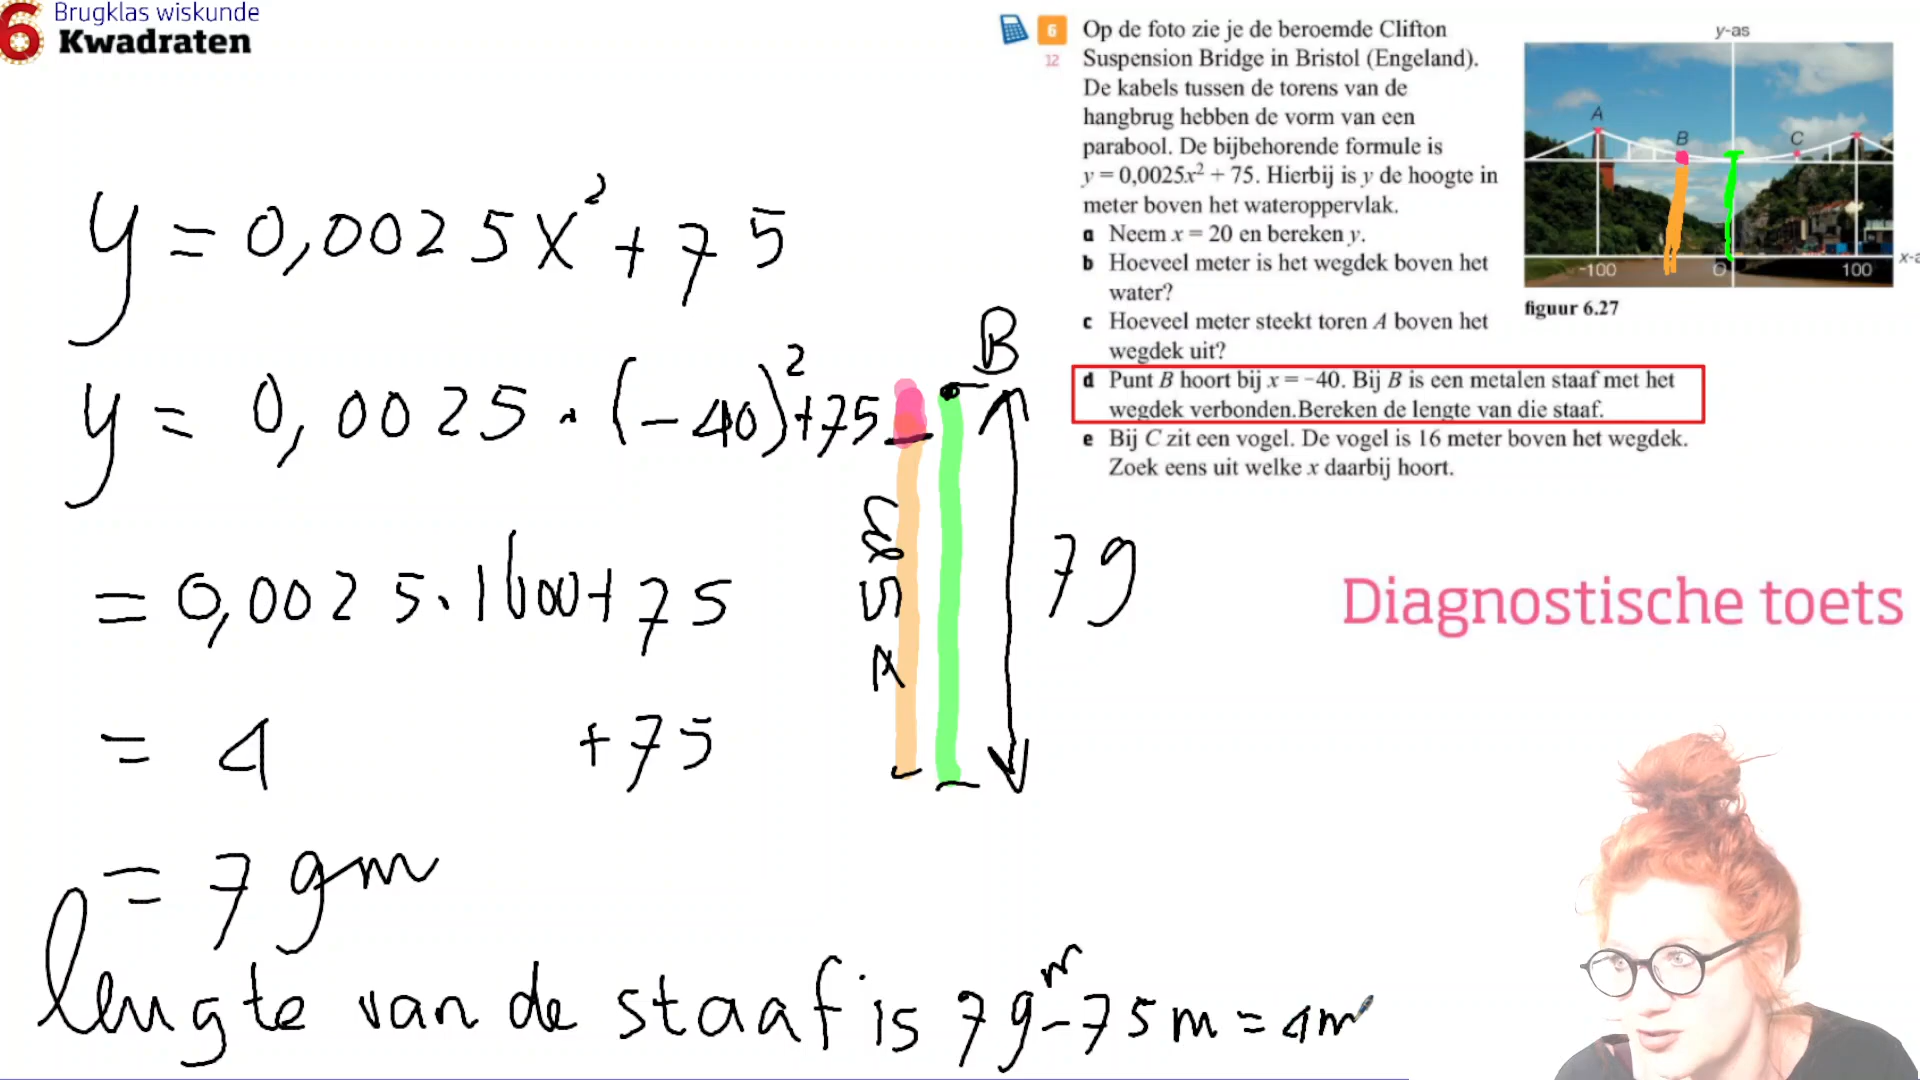 6
Brugklas wiskunde
Kwadraten
y = 0,0025x² + 75
y = 0,0025 · (−40)² + 75
= 0,0025 · 1600 + 75
= 4 + 75
= 79m
lengte van de staaf is 79m − 75m = 4m
B
75m
79
6
12
Op de foto zie je de beroemde Clifton
Suspension Bridge in Bristol (Engeland).
De kabels tussen de torens van de
hangbrug hebben de vorm van een
parabool. De bijbehorende formule is
y = 0,0025x² + 75. Hierbij is y de hoogte in
meter boven het wateroppervlak.
a Neem x = 20 en bereken y.
b Hoeveel meter is het wegdek boven het
water?
c Hoeveel meter steekt toren A boven het
wegdek uit?
d Punt B hoort bij x = −40. Bij B is een metalen staaf met het
wegdek verbonden.Bereken de lengte van die staaf.
e Bij C zit een vogel. De vogel is 16 meter boven het wegdek.
Zoek eens uit welke x daarbij hoort.
y-as
A
B
C
-100
O
100
x-a
figuur 6.27
Diagnostische toets